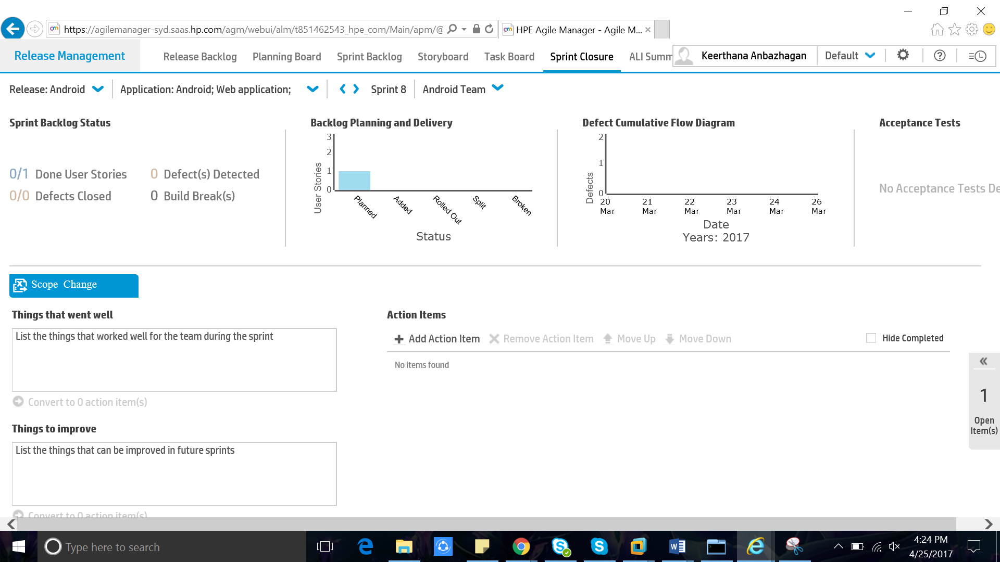 https://agilemanager-syd.saas.hp.com/agm/webui/alm/t851462543_hpe_com/Main/apm/@
HPE Agile Manager - Agile M...
Release Management
Release Backlog
Planning Board
Sprint Backlog
Storyboard
Task Board
Sprint Closure
ALI Summ
Keerthana Anbazhagan
Default
Release: Android
Application: Android; Web application;
Sprint 8
Android Team
Sprint Backlog Status
0/1 Done User Stories
0 Defect(s) Detected
0/0 Defects Closed
0 Build Break(s)
Backlog Planning and Delivery
3
2
1
0
User Stories
Planned
Added
Rolled Out
Split
Broken
Status
Defect Cumulative Flow Diagram
2
1
0
Defects
20 Mar
21 Mar
22 Mar
23 Mar
24 Mar
26 Mar
Date
Years: 2017
Acceptance Tests
No Acceptance Tests De
Scope Change
Things that went well
List the things that worked well for the team during the sprint
Convert to 0 action item(s)
Things to improve
List the things that can be improved in future sprints
Convert to 0 action item(s)
Action Items
Add Action Item
Remove Action Item
Move Up
Move Down
Hide Completed
No items found
1
Open
Item(s)
Type here to search
4:24 PM
4/25/2017